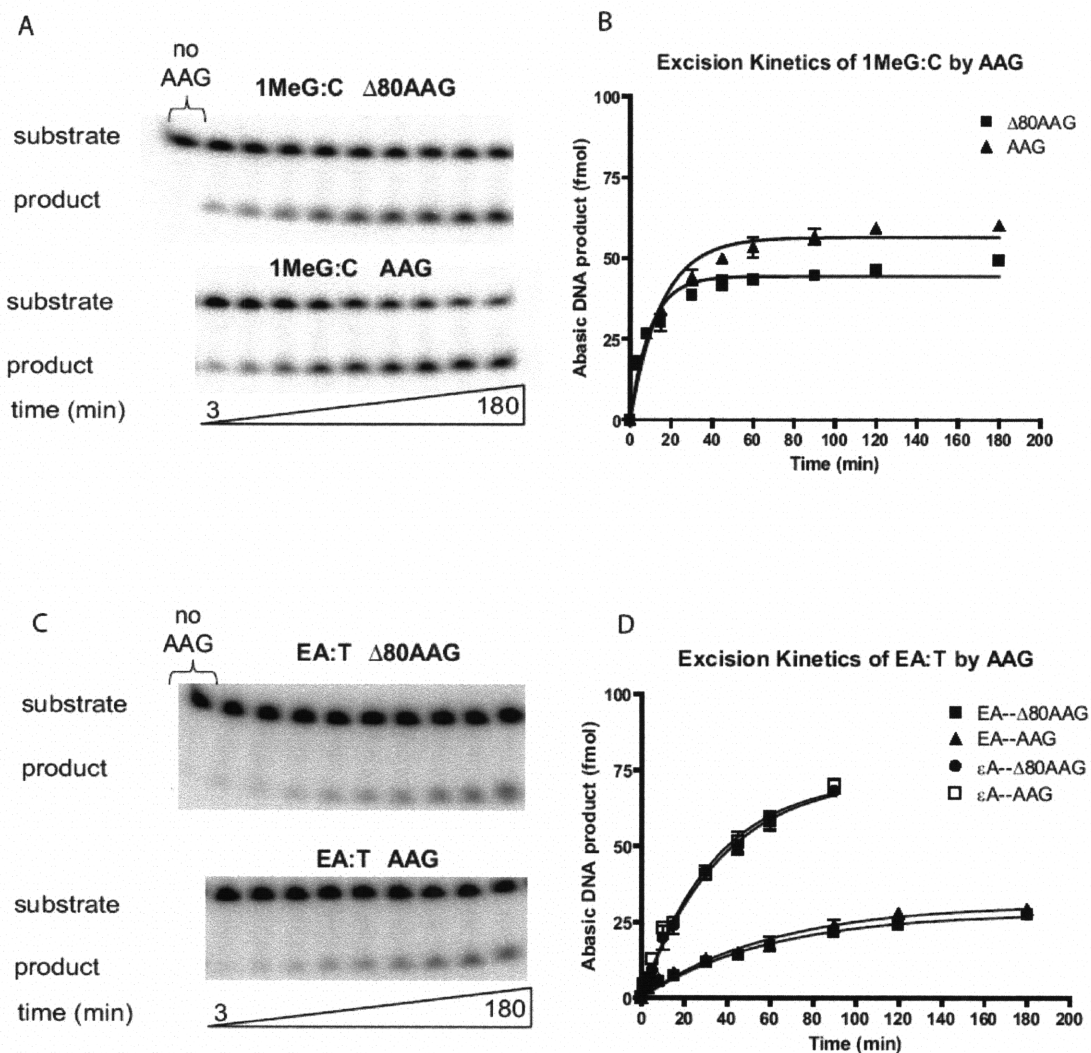 A
no
AAG
1MeG:C Δ80AAG
substrate
product
1MeG:C AAG
substrate
product
time (min)
3
180
B
Excision Kinetics of 1MeG:C by AAG
Δ80AAG
AAG
Abasic DNA product (fmol)
100
75
50
25
0
0 20 40 60 80 100 120 140 160 180 200
Time (min)
C
no
AAG
EA:T Δ80AAG
substrate
product
EA:T AAG
substrate
product
time (min)
3
180
D
Excision Kinetics of EA:T by AAG
EA--Δ80AAG
EA--AAG
εA--Δ80AAG
εA--AAG
Abasic DNA product (fmol)
100
75
50
25
0
0 20 40 60 80 100 120 140 160 180 200
Time (min)